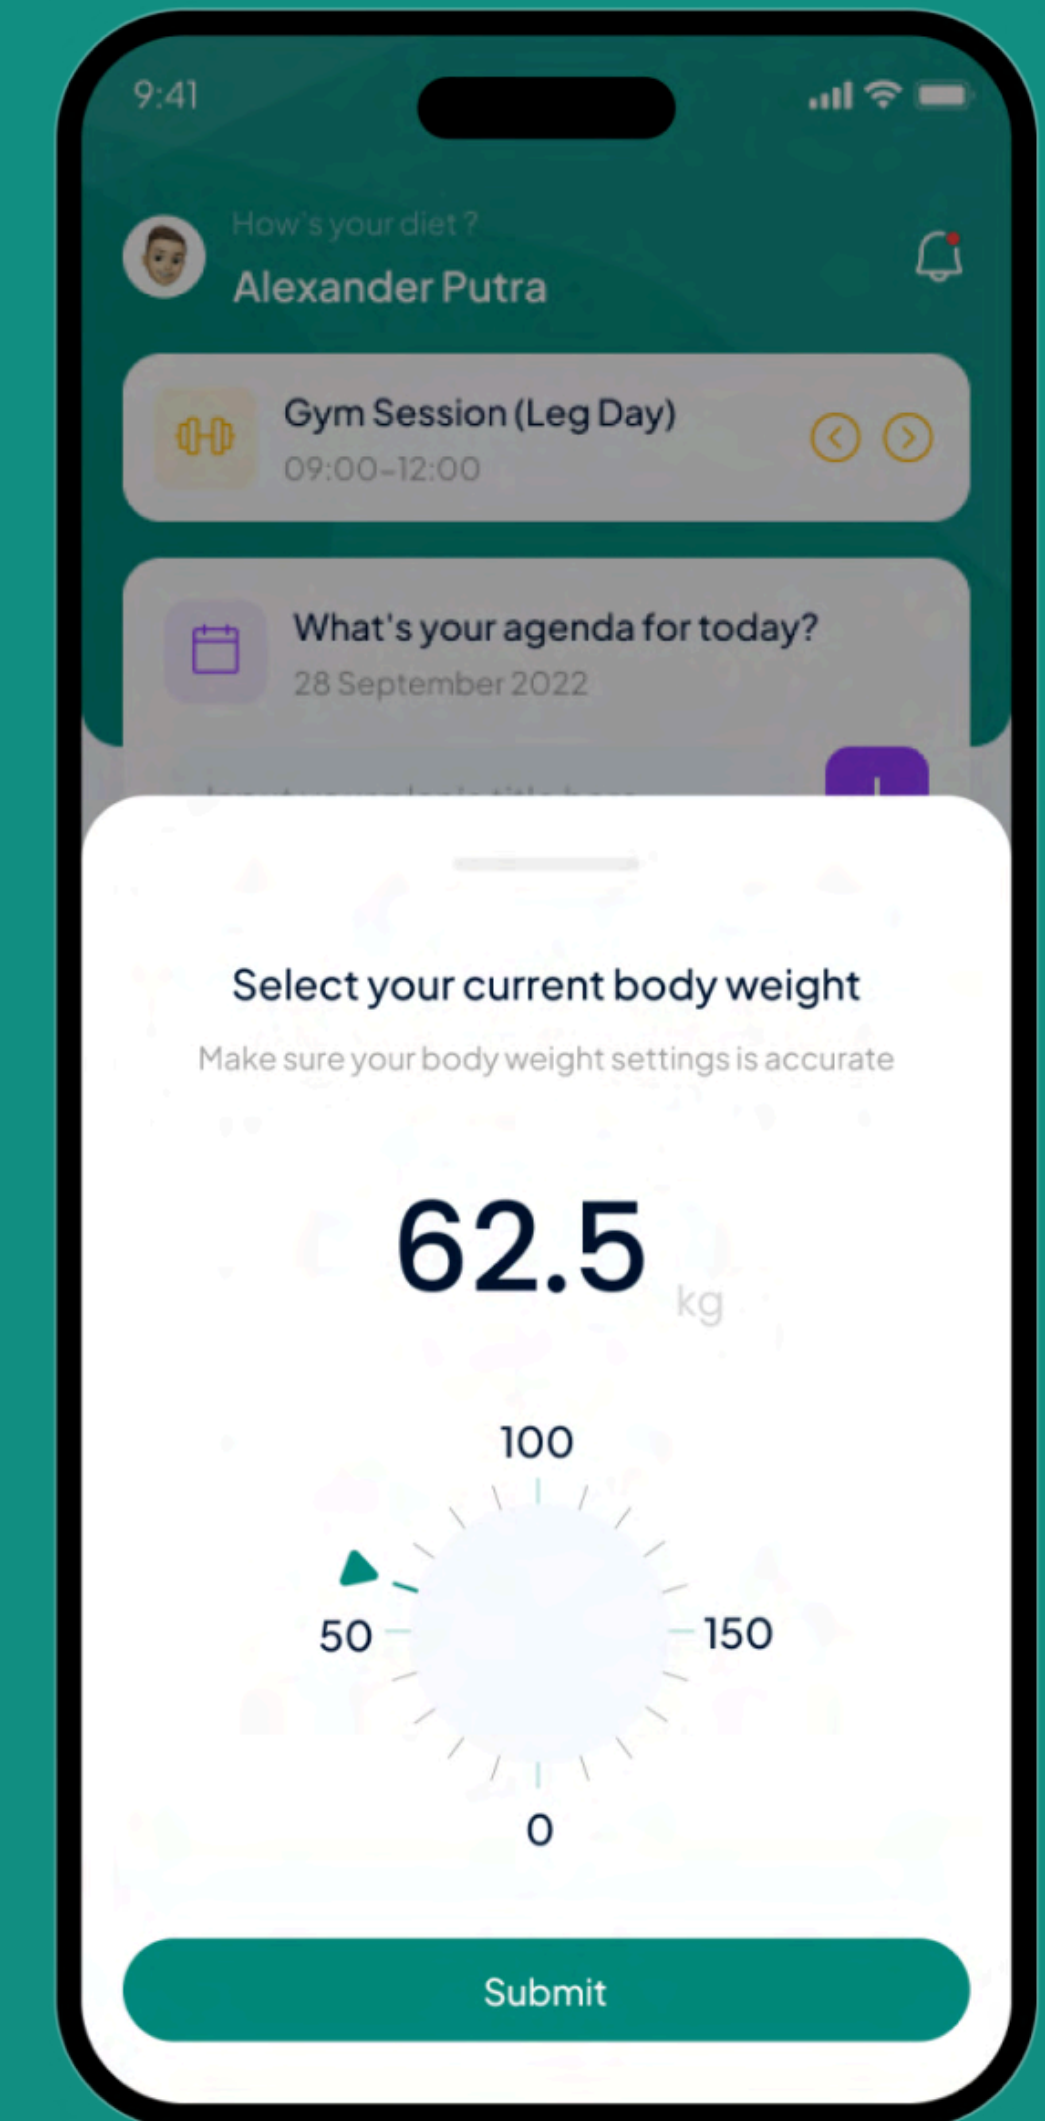 9:41
How's your diet ?
Alexander Putra
Gym Session (Leg Day)
09:00–12:00
What's your agenda for today?
28 September 2022
Select your current body weight
Make sure your body weight settings is accurate
62.5 kg
100
50
150
0
Submit